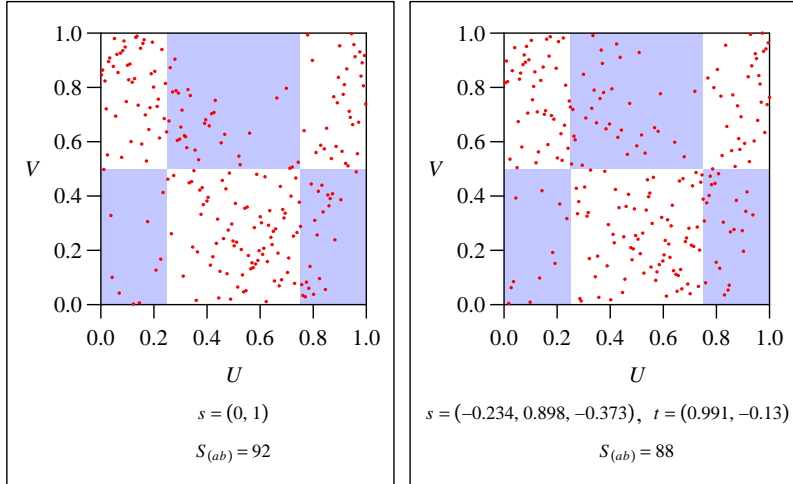 1.0
0.8
0.6
V
0.4
0.2
0.0
0.0 0.2 0.4 0.6 0.8 1.0
U
s = (0, 1)
S(ab) = 92
1.0
0.8
0.6
V
0.4
0.2
0.0
0.0 0.2 0.4 0.6 0.8 1.0
U
s = (−0.234, 0.898, −0.373), t = (0.991, −0.13)
S(ab) = 88